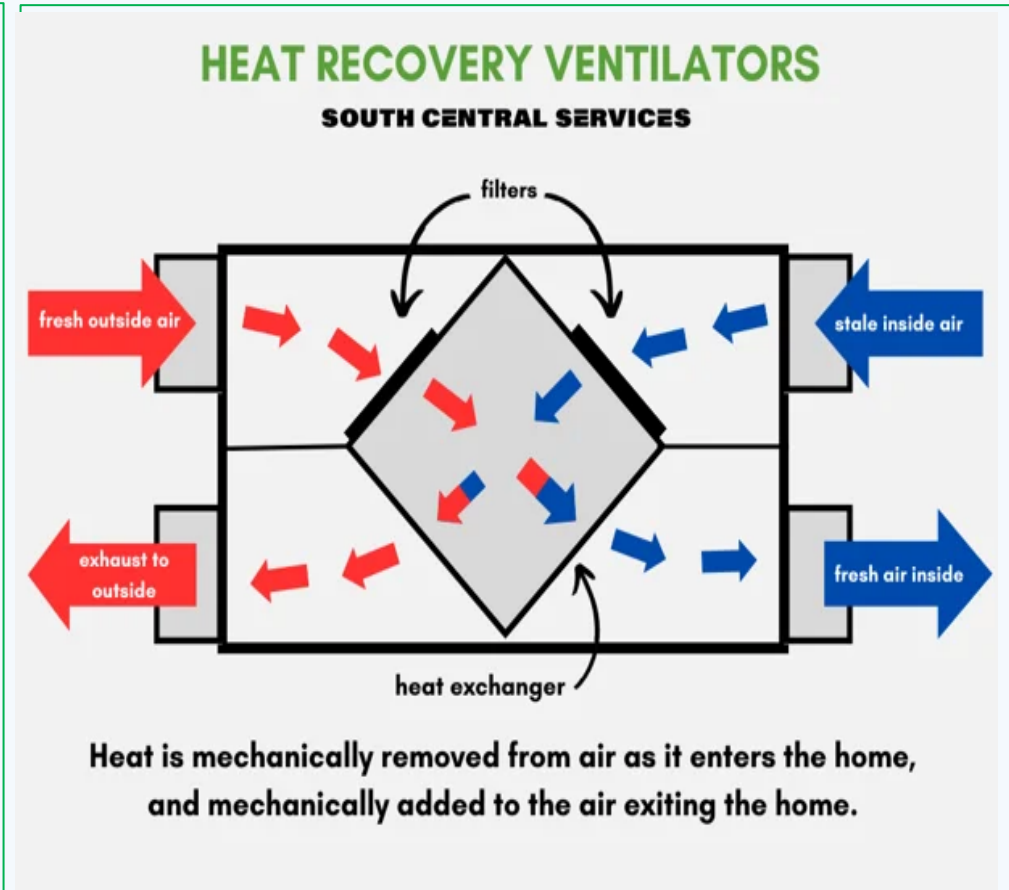 HEAT RECOVERY VENTILATORS
SOUTH CENTRAL SERVICES
filters
fresh outside air
stale inside air
exhaust to
outside
fresh air inside
heat exchanger
Heat is mechanically removed from air as it enters the home,
and mechanically added to the air exiting the home.